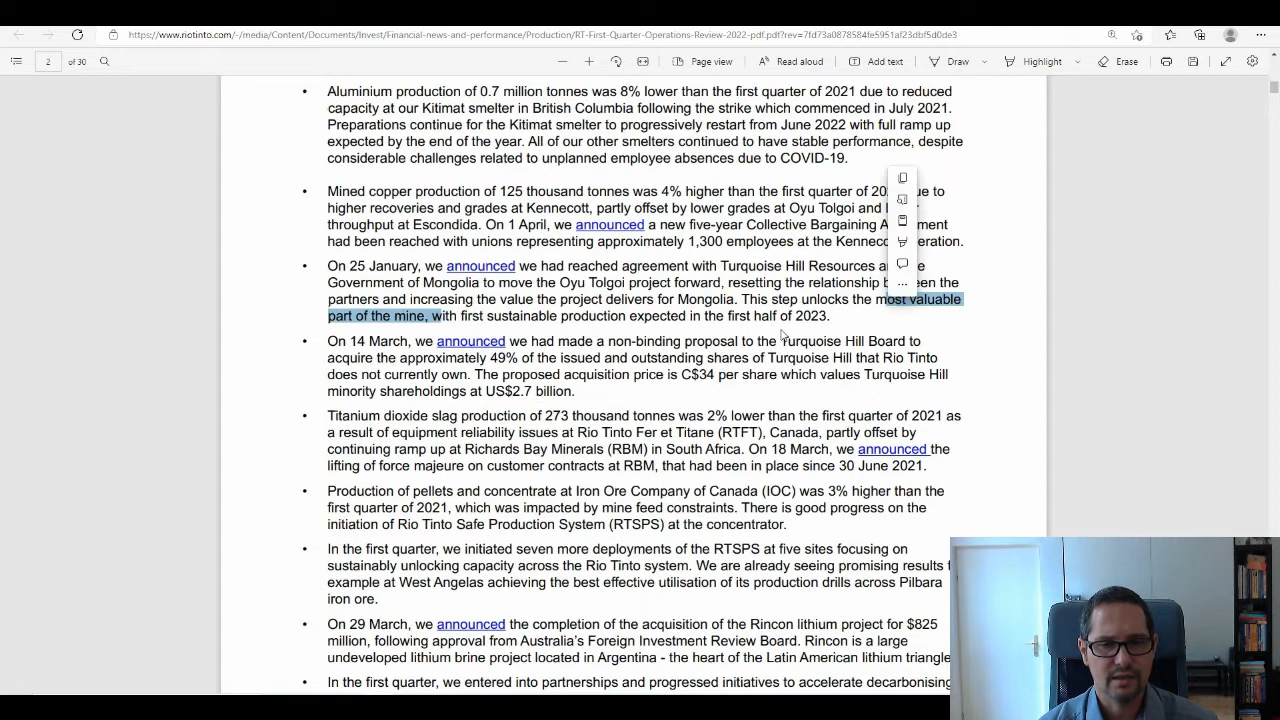 https://www.riotinto.com/-/media/Content/Documents/Invest/Financial-news-and-performance/Production/RT-First-Quarter-Operations-Review-2022-pdf.pdf?rev=7fd73a0878584fe5951af23dbf5d0de3
2 of 30 Page view Read aloud Add text Draw Highlight Erase
• Aluminium production of 0.7 million tonnes was 8% lower than the first quarter of 2021 due to reduced
capacity at our Kitimat smelter in British Columbia following the strike which commenced in July 2021.
Preparations continue for the Kitimat smelter to progressively restart from June 2022 with full ramp up
expected by the end of the year. All of our other smelters continued to have stable performance, despite
considerable challenges related to unplanned employee absences due to COVID-19.
• Mined copper production of 125 thousand tonnes was 4% higher than the first quarter of 20 ue to
higher recoveries and grades at Kennecott, partly offset by lower grades at Oyu Tolgoi and
throughput at Escondida. On 1 April, we announced a new five-year Collective Bargaining A ment
had been reached with unions representing approximately 1,300 employees at the Kennec eration.
• On 25 January, we announced we had reached agreement with Turquoise Hill Resources a e
Government of Mongolia to move the Oyu Tolgoi project forward, resetting the relationship b een the
partners and increasing the value the project delivers for Mongolia. This step unlocks the most valuable
part of the mine, with first sustainable production expected in the first half of 2023.
• On 14 March, we announced we had made a non-binding proposal to the Turquoise Hill Board to
acquire the approximately 49% of the issued and outstanding shares of Turquoise Hill that Rio Tinto
does not currently own. The proposed acquisition price is C$34 per share which values Turquoise Hill
minority shareholdings at US$2.7 billion.
• Titanium dioxide slag production of 273 thousand tonnes was 2% lower than the first quarter of 2021 as
a result of equipment reliability issues at Rio Tinto Fer et Titane (RTFT), Canada, partly offset by
continuing ramp up at Richards Bay Minerals (RBM) in South Africa. On 18 March, we announced the
lifting of force majeure on customer contracts at RBM, that had been in place since 30 June 2021.
• Production of pellets and concentrate at Iron Ore Company of Canada (IOC) was 3% higher than the
first quarter of 2021, which was impacted by mine feed constraints. There is good progress on the
initiation of Rio Tinto Safe Production System (RTSPS) at the concentrator.
• In the first quarter, we initiated seven more deployments of the RTSPS at five sites focusing on
sustainably unlocking capacity across the Rio Tinto system. We are already seeing promising results f
example at West Angelas achieving the best effective utilisation of its production drills across Pilbara
iron ore.
• On 29 March, we announced the completion of the acquisition of the Rincon lithium project for $825
million, following approval from Australia's Foreign Investment Review Board. Rincon is a large
undeveloped lithium brine project located in Argentina - the heart of the Latin American lithium triangle
• In the first quarter, we entered into partnerships and progressed initiatives to accelerate decarbonising